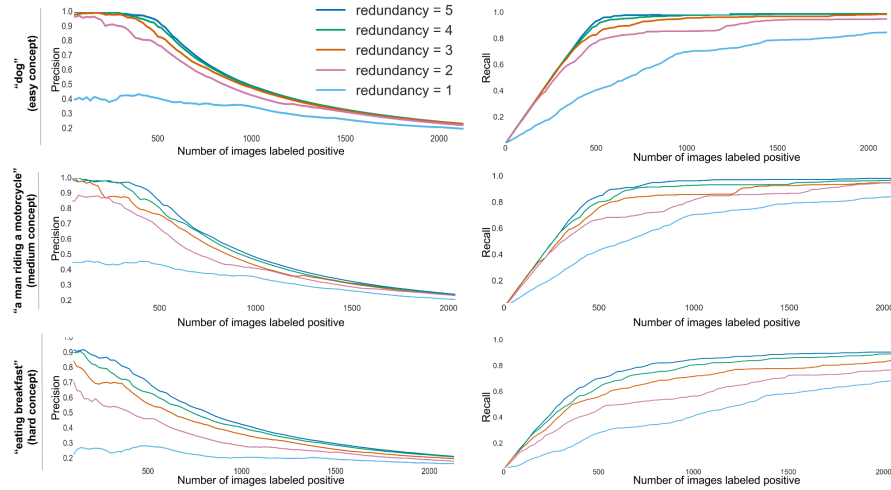 "dog"
(easy concept)
Precision
1.0
0.9
0.8
0.7
0.6
0.5
0.4
0.3
0.2
500
1000
1500
2000
Number of images labeled positive
redundancy = 5
redundancy = 4
redundancy = 3
redundancy = 2
redundancy = 1
Recall
1.0
0.8
0.6
0.4
0.2
0
500
1000
1500
2000
Number of images labeled positive
"a man riding a motorcycle"
(medium concept)
Precision
1.0
0.9
0.8
0.7
0.6
0.5
0.4
0.3
0.2
500
1000
1500
2000
Number of images labeled positive
Recall
1.0
0.8
0.6
0.4
0.2
0
500
1000
1500
2000
Number of images labeled positive
"eating breakfast"
(hard concept)
Precision
0.9
0.8
0.7
0.6
0.5
0.4
0.3
0.2
500
1000
1500
2000
Number of images labeled positive
Recall
1.0
0.8
0.6
0.4
0.2
0
500
1000
1500
2000
Number of images labeled positive